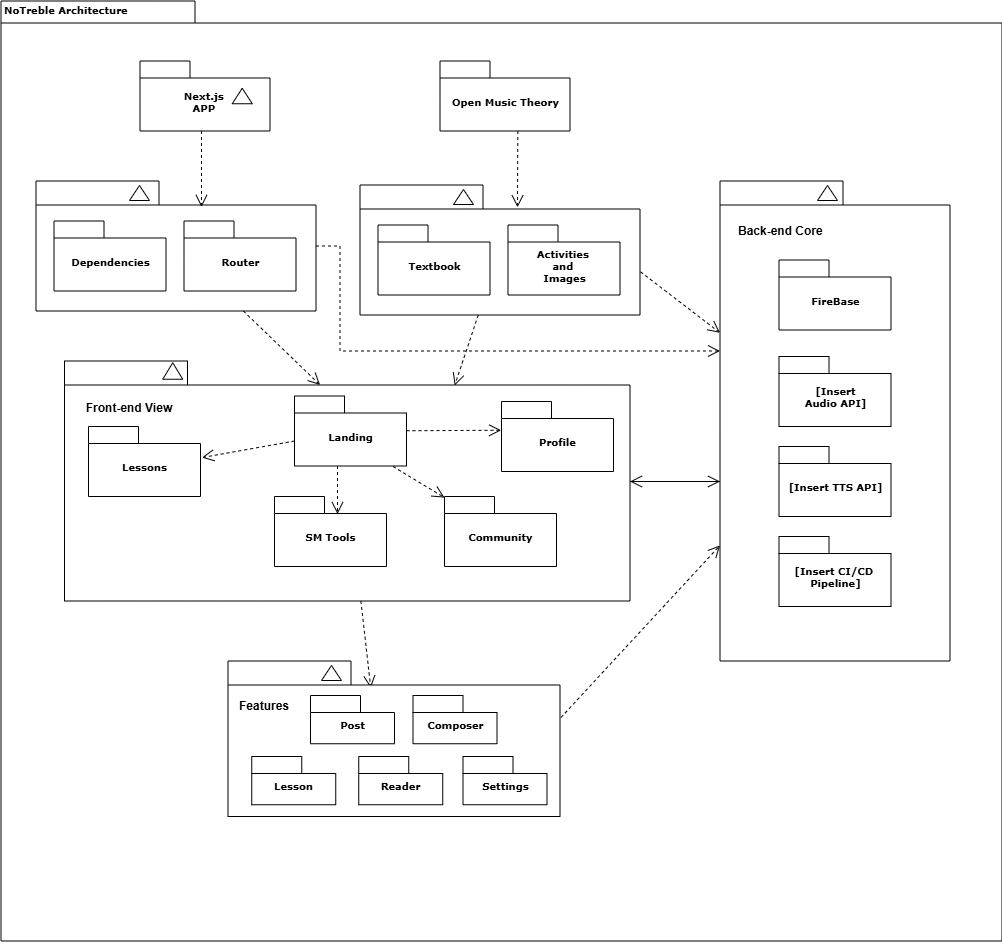 NoTreble Architecture
Next.js
APP
Open Music Theory
Dependencies
Router
Textbook
Activities
and
Images
Back-end Core
FireBase
[Insert
Audio API]
[Insert TTS API]
[Insert CI/CD
Pipeline]
Front-end View
Landing
Lessons
Profile
SM Tools
Community
Features
Post
Composer
Lesson
Reader
Settings